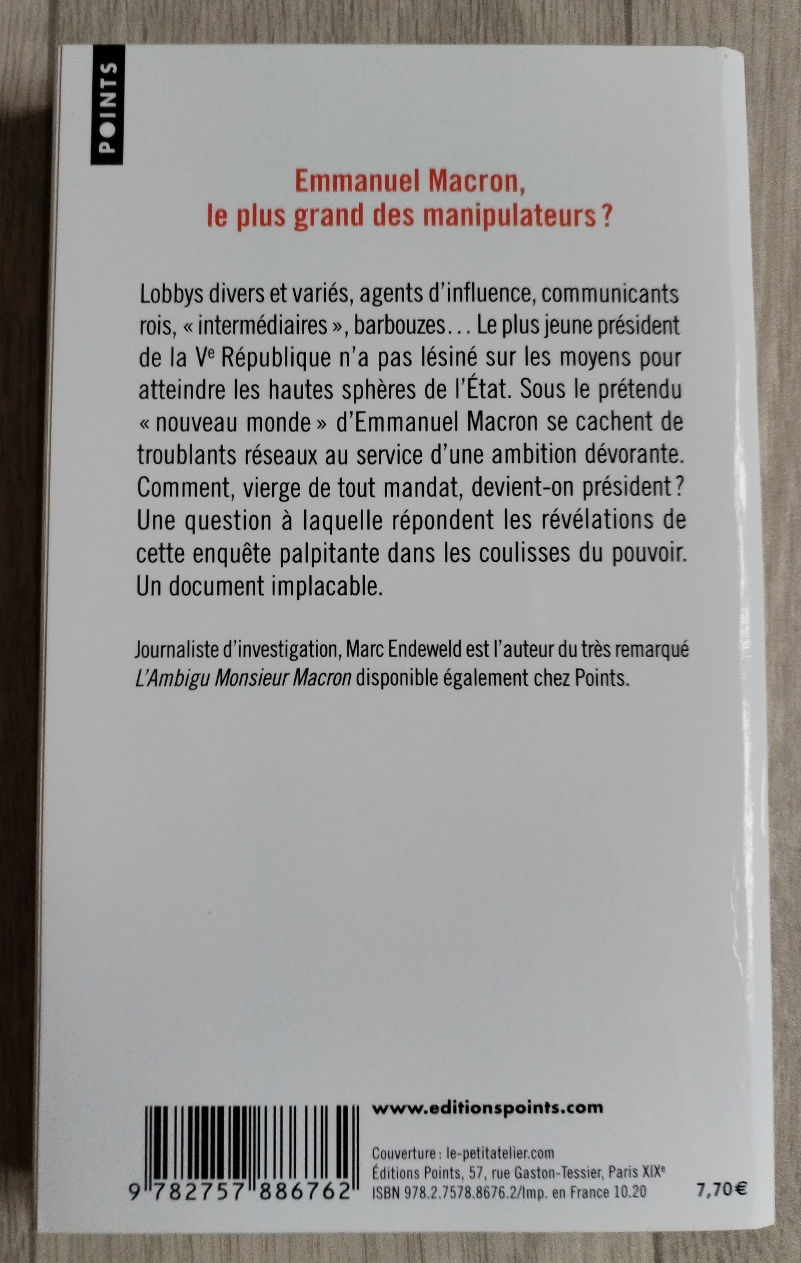 POINTS
Emmanuel Macron,
le plus grand des manipulateurs ?
Lobbys divers et variés, agents d'influence, communicants
rois, « intermédiaires », barbouzes... Le plus jeune président
de la Ve République n'a pas lésiné sur les moyens pour
atteindre les hautes sphères de l'État. Sous le prétendu
« nouveau monde » d'Emmanuel Macron se cachent de
troublants réseaux au service d'une ambition dévorante.
Comment, vierge de tout mandat, devient-on président ?
Une question à laquelle répondent les révélations de
cette enquête palpitante dans les coulisses du pouvoir.
Un document implacable.
Journaliste d'investigation, Marc Endeweld est l'auteur du très remarqué
L'Ambigu Monsieur Macron disponible également chez Points.
www.editionspoints.com
Couverture : le-petitatelier.com
Éditions Points, 57, rue Gaston-Tessier, Paris XIXe
ISBN 978.2.7578.8676.2/Imp. en France 10.20
7,70€
9 782757 886762